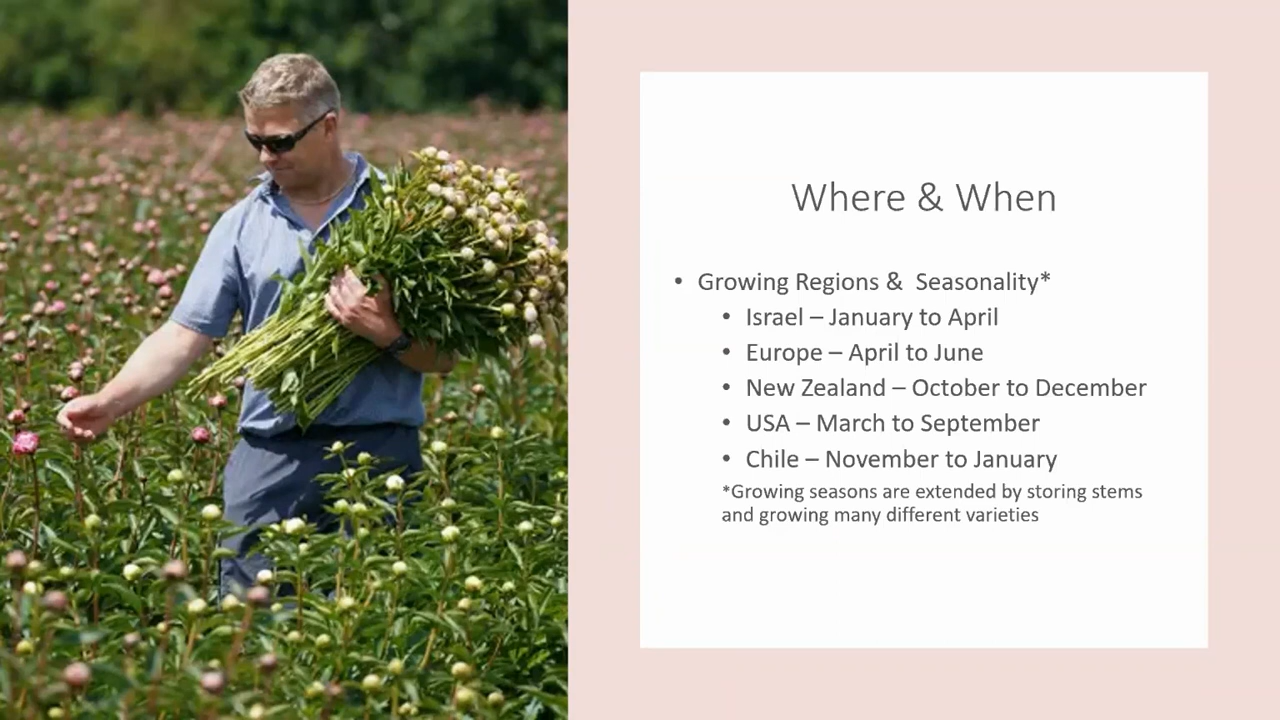 Where & When
• Growing Regions & Seasonality*
• Israel – January to April
• Europe – April to June
• New Zealand – October to December
• USA – March to September
• Chile – November to January
*Growing seasons are extended by storing stems
and growing many different varieties